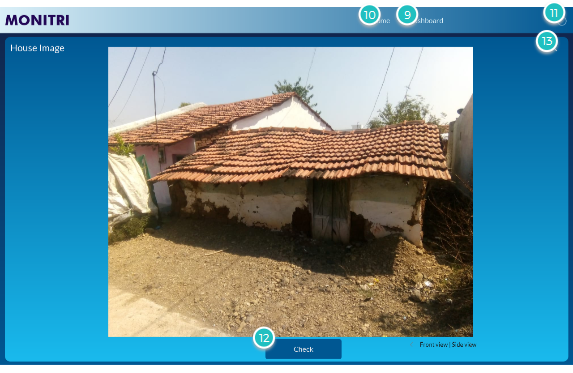 MONITRI
10
9
11
13
House Image
12
Check
Front view | Side view